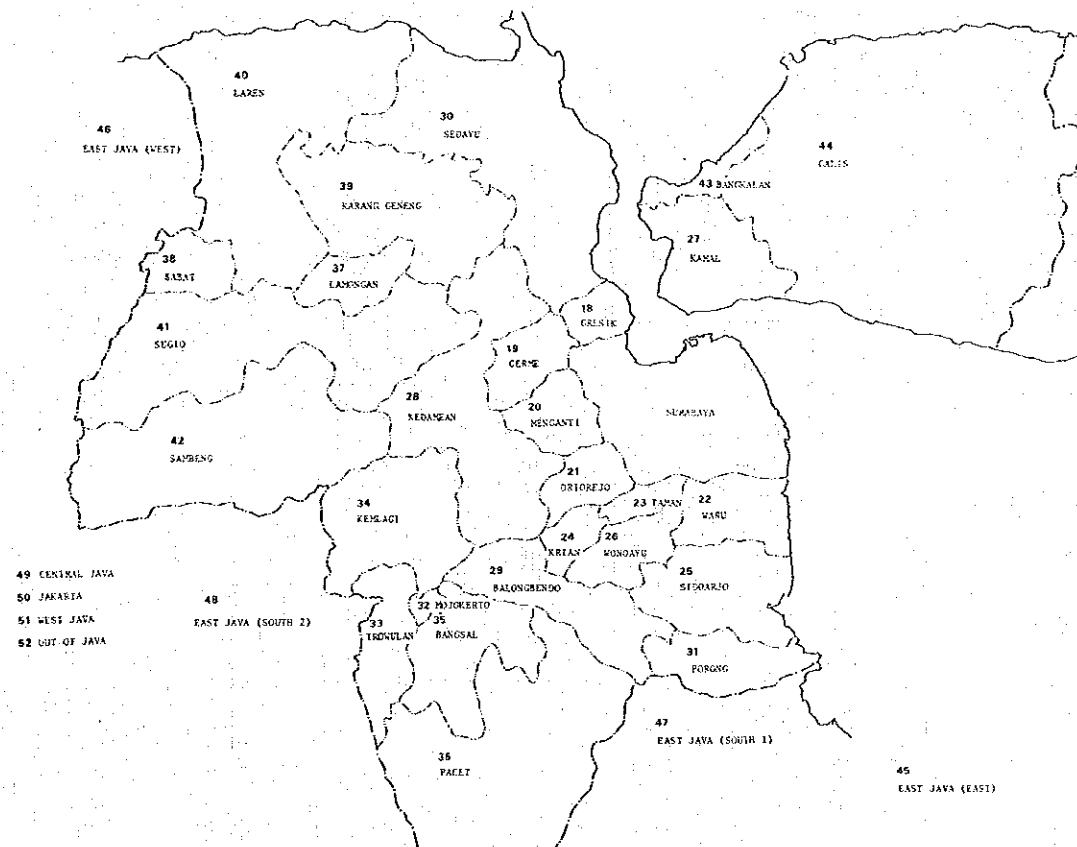 40
LAREN
30
SEDAYU
46
EAST JAVA (WEST)
44
GALIS
43 BANGKALAN
39
KARANG GENENG
27
KAMAL
38
BABAT
37
LAMONGAN
18
GRESIK
41
SUGIO
19
CERME
28
KEDAMEAN
20
MENGANTI
SURABAYA
42
SAMBENG
21
DRIOREJO
34
KEMLAGI
23 TAMAN
22
WARU
24
KRIAN
26
WONOAYU
29
BALONGBENDO
25
SIDOARJO
49 CENTRAL JAVA
50 JAKARTA
51 WEST JAVA
52 OUT OF JAVA
48
EAST JAVA (SOUTH 2)
32 MOJOKERTO
33
TROWULAN
35
BANGSAL
31
PORONG
47
EAST JAVA (SOUTH 1)
36
PACET
45
EAST JAVA (EAST)